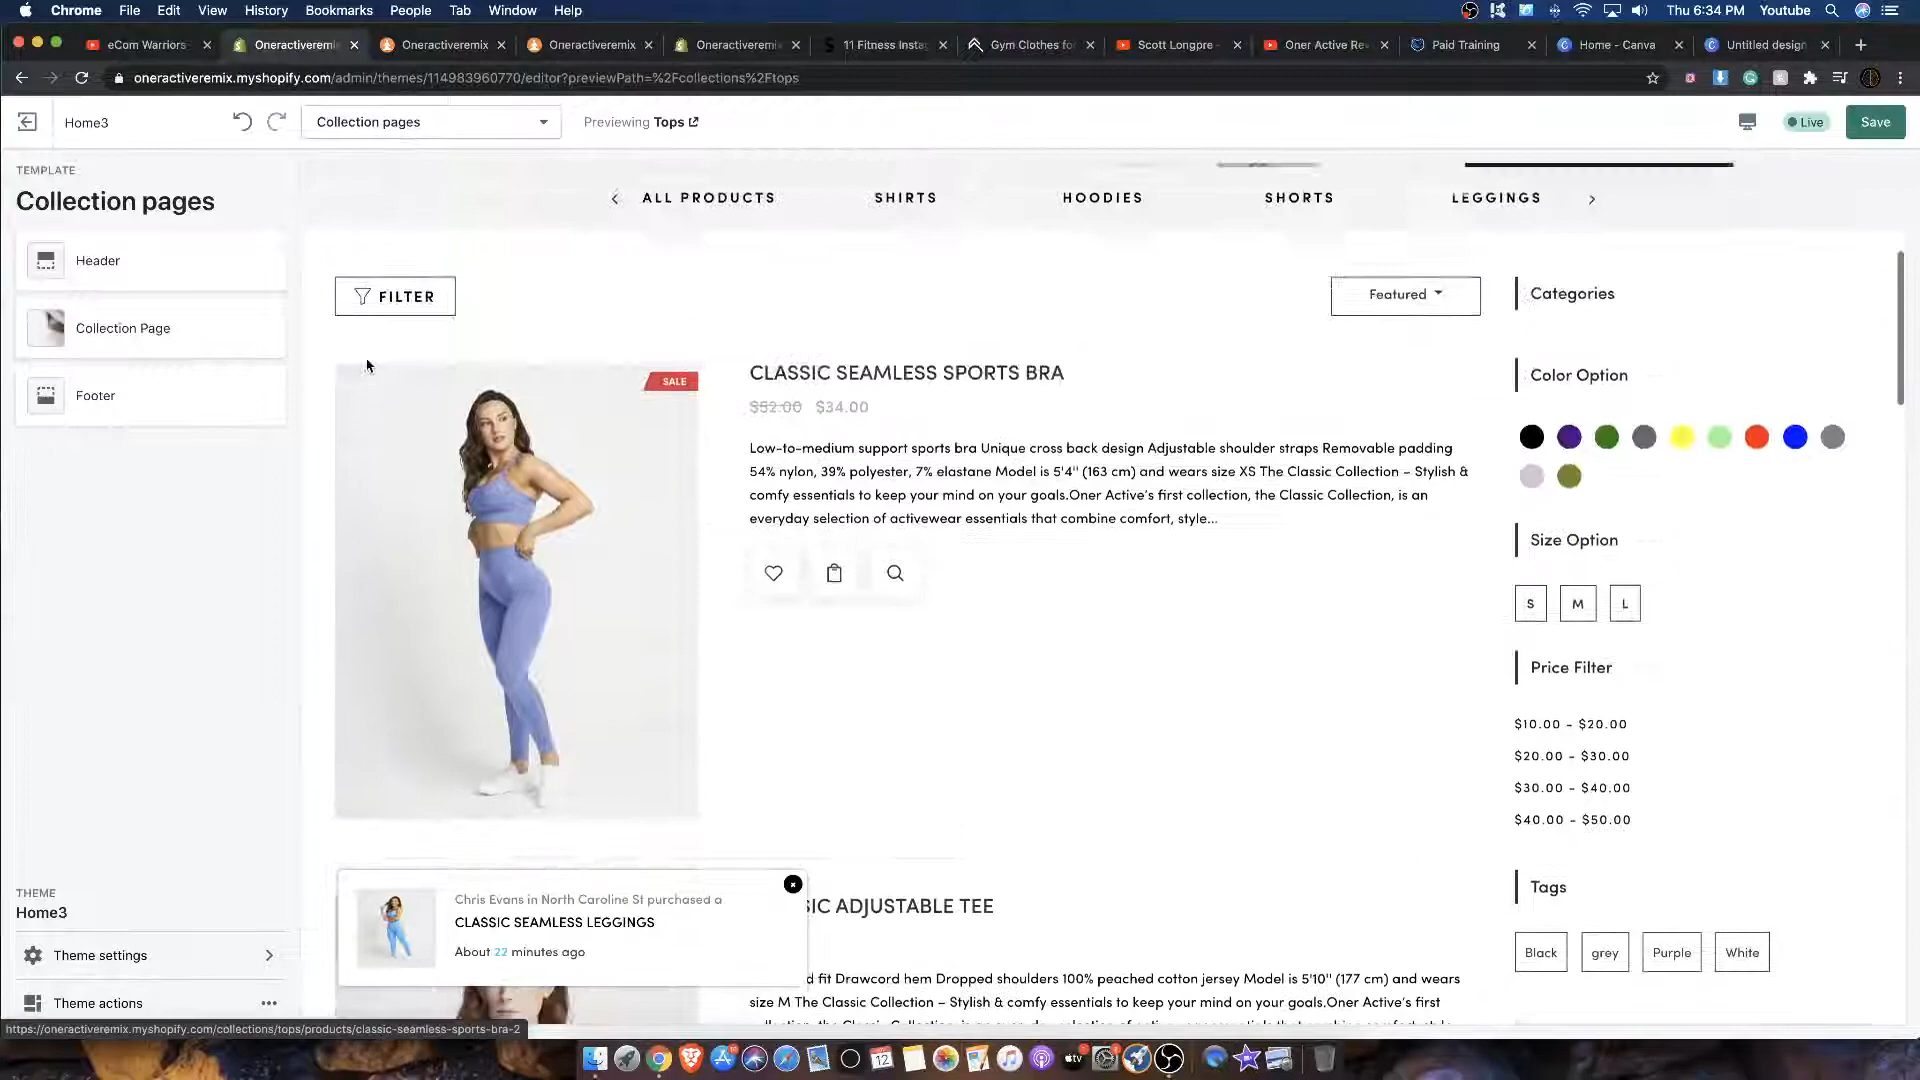 Chrome File Edit View History Bookmarks People Tab Window Help Thu 6:34 PM Youtube
eCom Warriors Oneractiveremi Oneractiveremix Oneractiveremix Oneractiveremi 11 Fitness Insta Gym Clothes fo Scott Longpre - Oner Active Re Paid Training Home - Canva Untitled design
oneractiveremix.myshopify.com/admin/themes/114983960770/editor?previewPath=%2Fcollections%2Ftops
Home3 Collection pages Previewing Tops Live Save
TEMPLATE
Collection pages
Header
Collection Page
Footer
THEME
Home3
Theme settings
Theme actions
ALL PRODUCTS SHIRTS HOODIES SHORTS LEGGINGS
FILTER Featured
SALE
CLASSIC SEAMLESS SPORTS BRA
$52.00 $34.00
Low-to-medium support sports bra Unique cross back design Adjustable shoulder straps Removable padding
54% nylon, 39% polyester, 7% elastane Model is 5'4" (163 cm) and wears size XS The Classic Collection – Stylish &
comfy essentials to keep your mind on your goals.Oner Active's first collection, the Classic Collection, is an
everyday selection of activewear essentials that combine comfort, style...
SIC ADJUSTABLE TEE
d fit Drawcord hem Dropped shoulders 100% peached cotton jersey Model is 5'10" (177 cm) and wears
size M The Classic Collection – Stylish & comfy essentials to keep your mind on your goals.Oner Active's first
Chris Evans in North Caroline St purchased a
CLASSIC SEAMLESS LEGGINGS
About 22 minutes ago
Categories
Color Option
Size Option
S M L
Price Filter
$10.00 - $20.00
$20.00 - $30.00
$30.00 - $40.00
$40.00 - $50.00
Tags
Black grey Purple White
https://oneractiveremix.myshopify.com/collections/tops/products/classic-seamless-sports-bra-2
12
tv